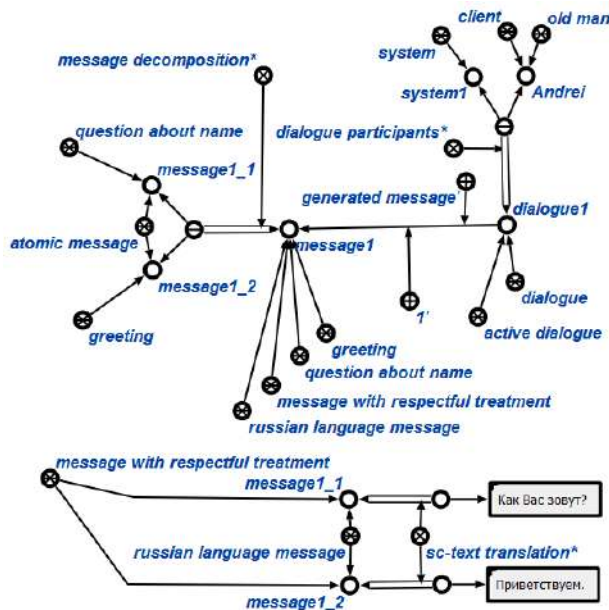 client
old man
system
message decomposition*
system1
Andrei
question about name
dialogue participants*
message1_1
generated message'
dialogue1
atomic message
message1
message1_2
dialogue
greeting
1'
active dialogue
greeting
question about name
message with respectful treatment
russian language message
message with respectful treatment
message1_1
Как Вас зовут?
russian language message
sc-text translation*
Приветствуем.
message1_2